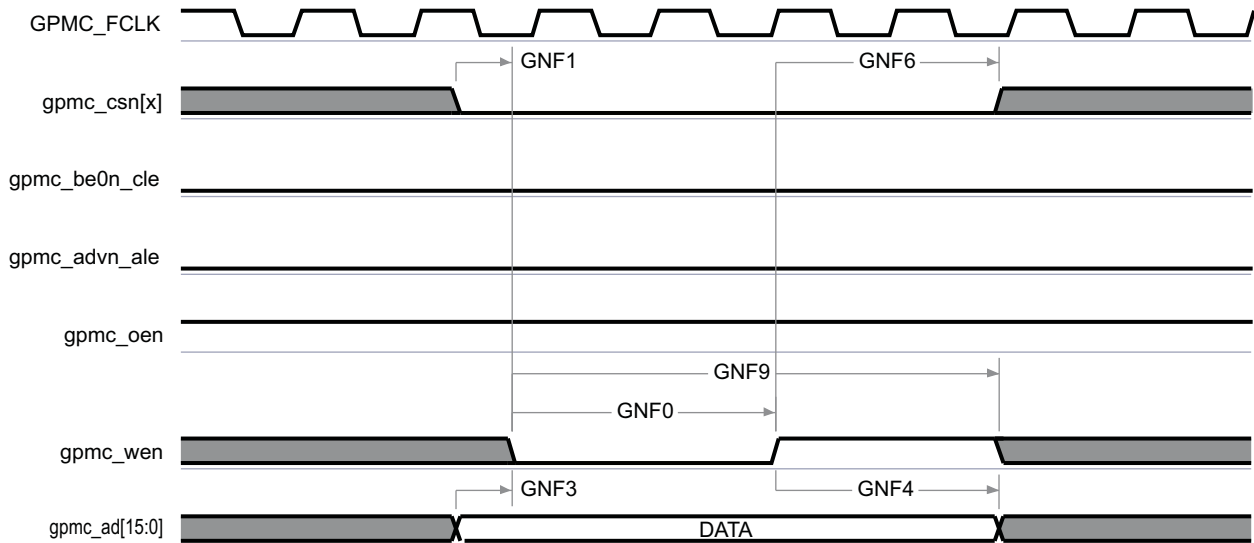 GPMC_FCLK
GNF1
GNF6
gpmc_csn[x]
gpmc_be0n_cle
gpmc_advn_ale
gpmc_oen
GNF9
GNF0
gpmc_wen
GNF3
GNF4
gpmc_ad[15:0]
DATA